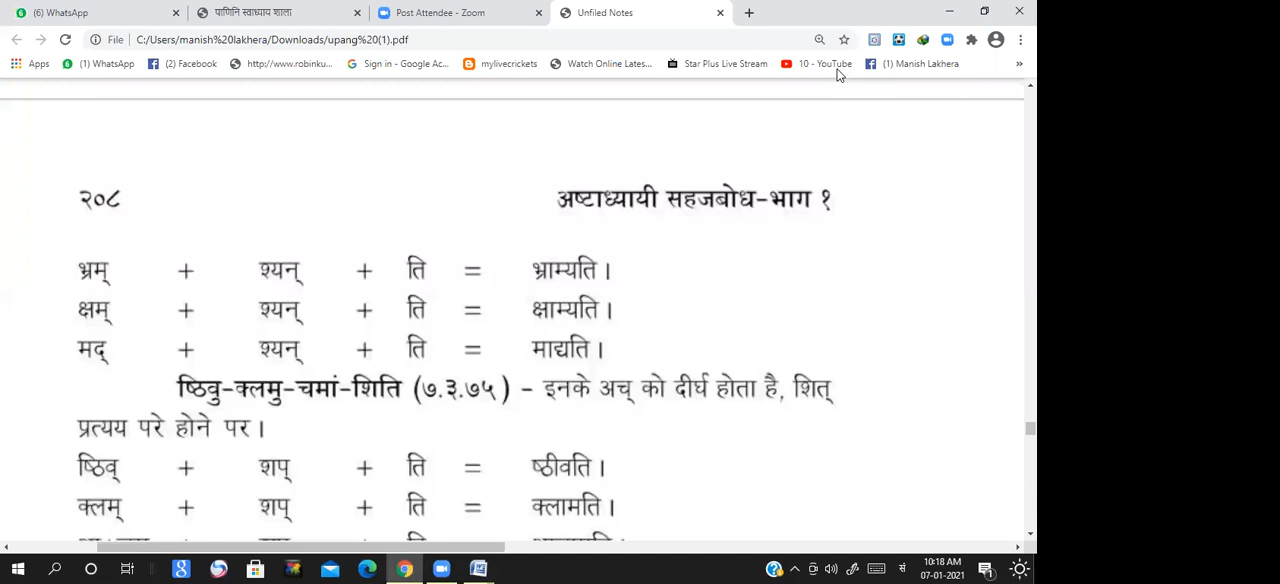 (6) WhatsApp पाणिनि स्वाध्याय शाला Post Attendee - Zoom Unfiled Notes
File C:/Users/manish%20lakhera/Downloads/upang%20(1).pdf
Apps (1) WhatsApp (2) Facebook http://www.robinku... Sign in - Google Ac... mylivecrickets Watch Online Lates... Star Plus Live Stream 10 - YouTube (1) Manish Lakhera »
२०८ अष्टाध्यायी सहजबोध-भाग १
भ्रम् + श्यन् + ति = भ्राम्यति ।
क्षम् + श्यन् + ति = क्षाम्यति ।
मद् + श्यन् + ति = माद्यति ।
ष्ठिवु-क्लमु-चमां-शिति (७.३.७५) - इनके अच् को दीर्घ होता है, शित्
प्रत्यय परे होने पर ।
ष्ठिव् + शप् + ति = ष्ठीवति ।
क्लम् + शप् + ति = क्लामति ।
10:18 AM
07-01-2021